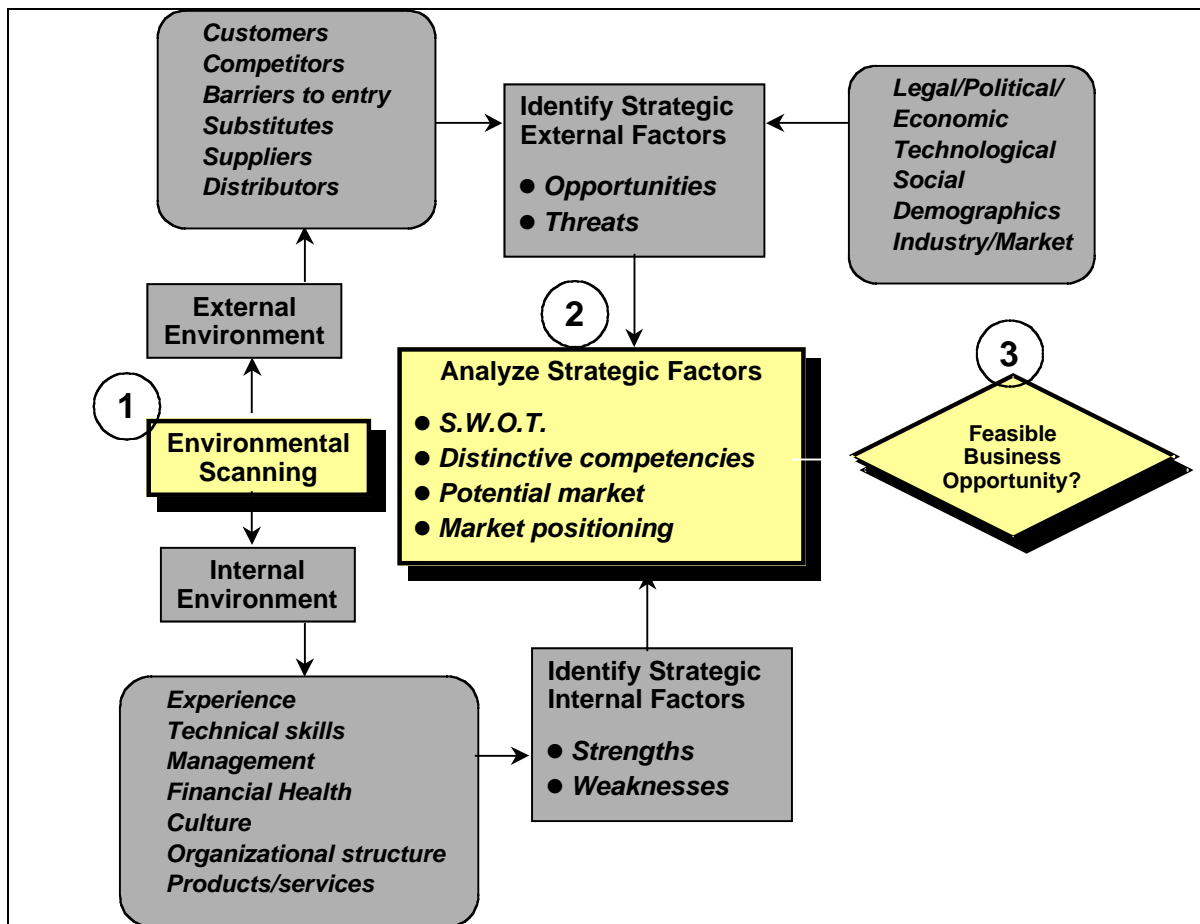 Customers
Competitors
Barriers to entry
Substitutes
Suppliers
Distributors
Identify Strategic
External Factors
● Opportunities
● Threats
Legal/Political/
Economic
Technological
Social
Demographics
Industry/Market
External
Environment
1
Environmental
Scanning
Internal
Environment
2
Analyze Strategic Factors
● S.W.O.T.
● Distinctive competencies
● Potential market
● Market positioning
3
Feasible
Business
Opportunity?
Experience
Technical skills
Management
Financial Health
Culture
Organizational structure
Products/services
Identify Strategic
Internal Factors
● Strengths
● Weaknesses